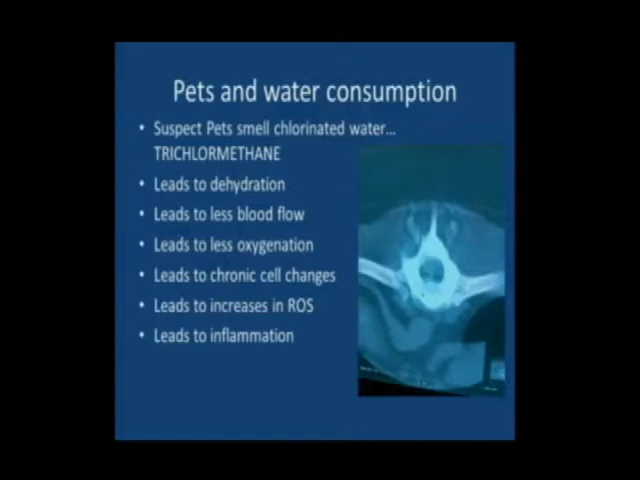 Pets and water consumption
• Suspect Pets smell chlorinated water...
TRICHLORMETHANE
• Leads to dehydration
• Leads to less blood flow
• Leads to less oxygenation
• Leads to chronic cell changes
• Leads to increases in ROS
• Leads to inflammation